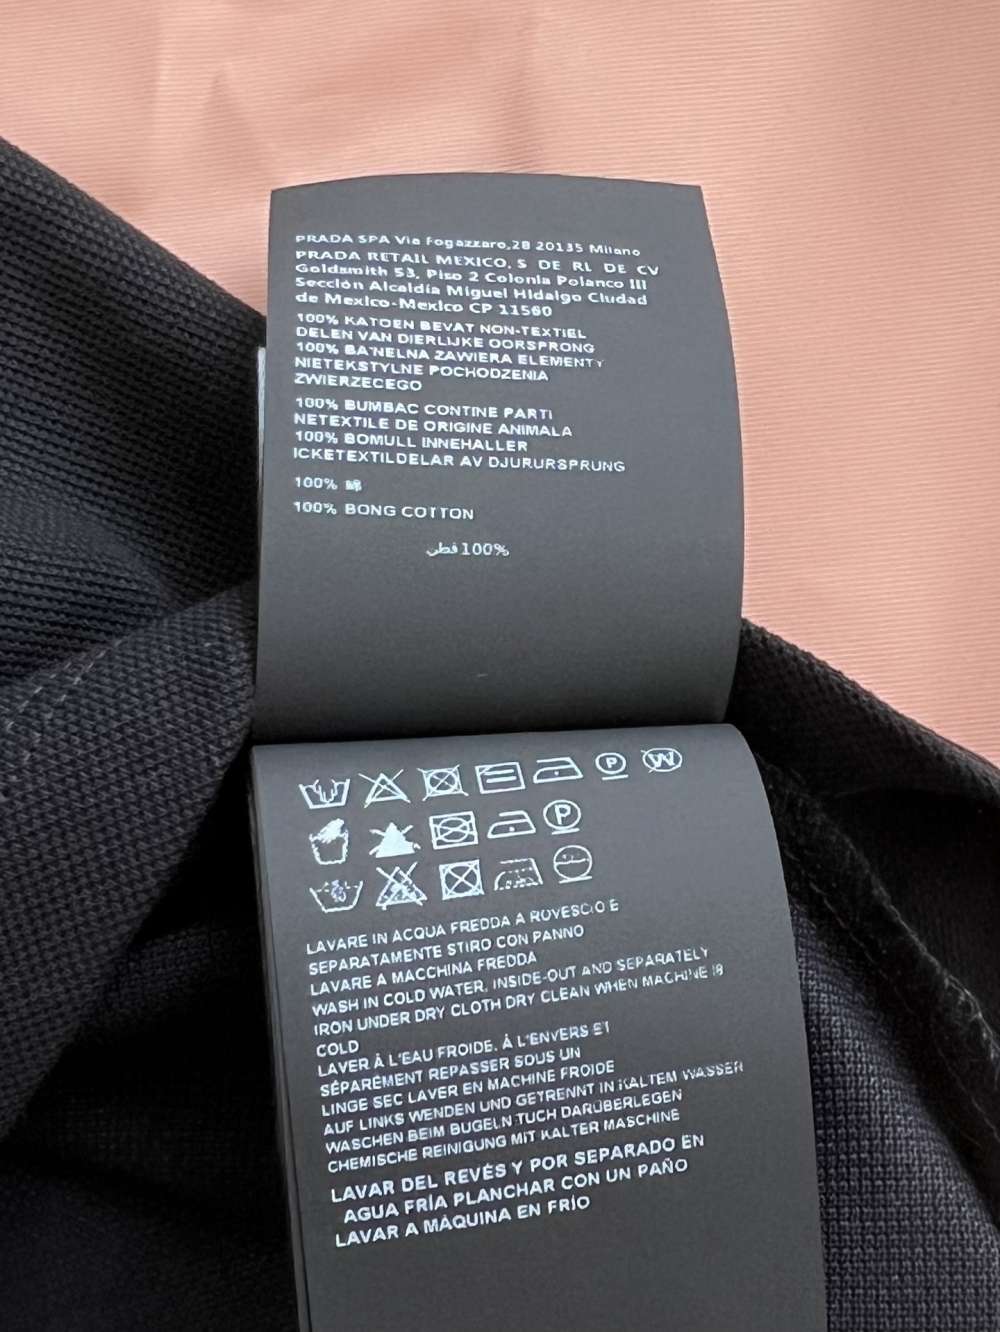 PRADA SPA Via Fogazzaro,28 20135 Milano
PRADA RETAIL MEXICO, S DE RL DE CV
Goldsmith 53, Piso 2 Colonia Polanco III
Sección Alcaldía Miguel Hidalgo Ciudad
de Mexico-Mexico CP 11560
100% KATOEN BEVAT NON-TEXTIEL
DELEN VAN DIERLIJKE OORSPRONG
100% BA'NELNA ZAWIERA ELEMENTY
NIETEKSTYLNE POCHODZENIA
ZWIERZECEGO
100% BUMBAC CONTINE PARTI
NETEXTILE DE ORIGINE ANIMALA
100% BOMULL INNEHALLER
ICKETEXTILDELAR AV DJURURSPRUNG
100% 綿
100% BONG COTTON
100% قطن
P W
P
LAVARE IN ACQUA FREDDA A ROVESCIO E
SEPARATAMENTE STIRO CON PANNO
LAVARE A MACCHINA FREDDA
WASH IN COLD WATER, INSIDE-OUT AND SEPARATELY
IRON UNDER DRY CLOTH DRY CLEAN WHEN MACHINE IS
COLD
LAVER À L'EAU FROIDE, À L'ENVERS ET
SÉPARÉMENT REPASSER SOUS UN
LINGE SEC LAVER EN MACHINE FROIDE
AUF LINKS WENDEN UND GETRENNT IN KALTEM WASSER
WASCHEN BEIM BUGELN TUCH DARÜBERLEGEN
CHEMISCHE REINIGUNG MIT KALTER MASCHINE
LAVAR DEL REVÉS Y POR SEPARADO EN
AGUA FRÍA PLANCHAR CON UN PAÑO
LAVAR A MÁQUINA EN FRÍO